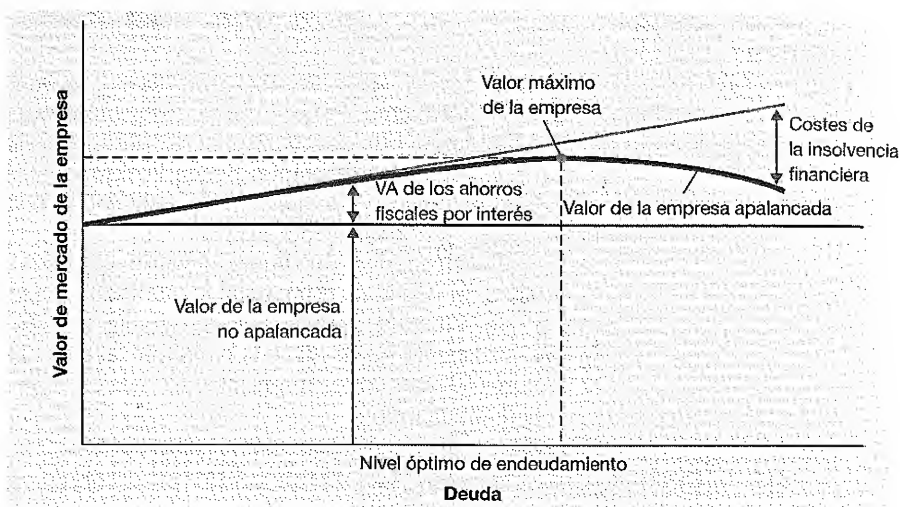 Valor de mercado de la empresa
Valor máximo
de la empresa
Costes de
la insolvencia
financiera
VA de los ahorros
fiscales por interés
Valor de la empresa apalancada
Valor de la empresa
no apalancada
Nivel óptimo de endeudamiento
Deuda